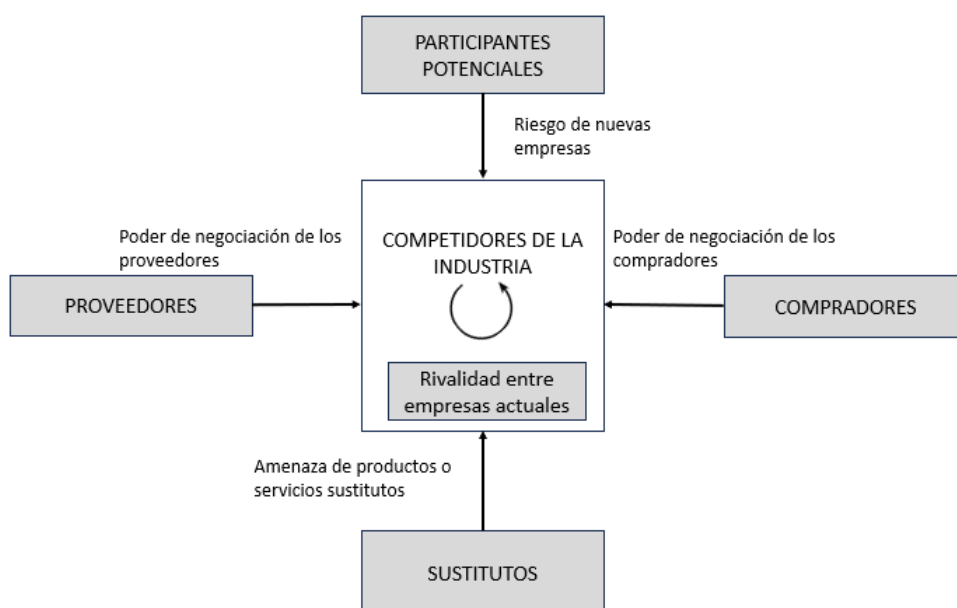 PARTICIPANTES
POTENCIALES
Riesgo de nuevas
empresas
Poder de negociación de los
proveedores
PROVEEDORES
COMPETIDORES DE LA
INDUSTRIA
Rivalidad entre
empresas actuales
Poder de negociación de los
compradores
COMPRADORES
Amenaza de productos o
servicios sustitutos
SUSTITUTOS